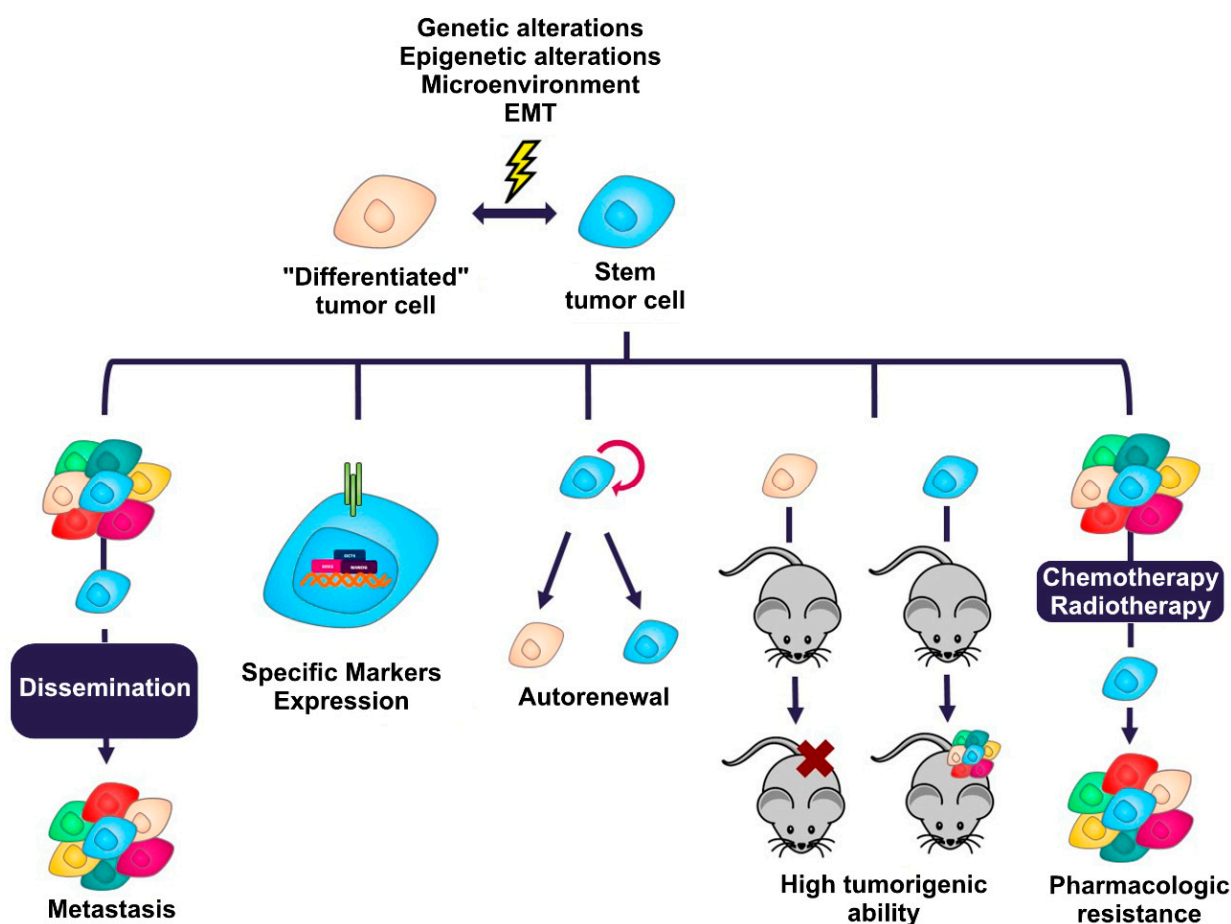 Genetic alterations
Epigenetic alterations
Microenvironment
EMT
"Differentiated"
tumor cell
Stem
tumor cell
OCT4
Specific Markers
Expression
Autorenewal
Chemotherapy
Radiotherapy
Dissemination
Metastasis
High tumorigenic
ability
Pharmacologic
resistance